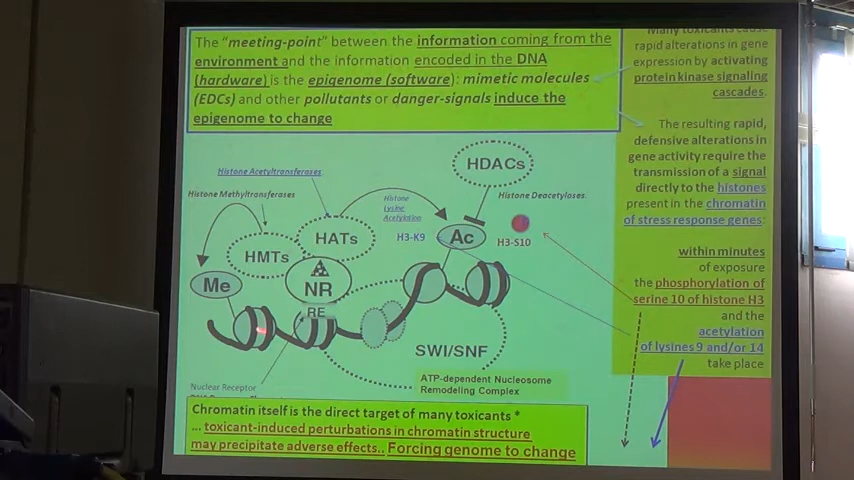 The "meeting-point" between the information coming from the
environment and the information encoded in the DNA
(hardware) is the epigenome (software): mimetic molecules
(EDCs) and other pollutants or danger-signals induce the
epigenome to change
Many toxicants cause
rapid alterations in gene
expression by activating
protein kinase signaling
cascades.
The resulting rapid,
defensive alterations in
gene activity require the
transmission of a signal
directly to the histones
present in the chromatin
of stress response genes:
within minutes
of exposure
the phosphorylation of
serine 10 of histone H3
and the
acetylation
of lysines 9 and/or 14
take place
HDACs
Histone Acetyltransferases
Histone Methyltransferases
Histone
Lysine
Acetylation
Histone Deacetyloses
HATs
H3-K9
Ac
H3-S10
HMTs
Me
NR
RE
SWI/SNF
ATP-dependent Nucleosome
Remodeling Complex
Nuclear Receptor
Chromatin itself is the direct target of many toxicants *
... toxicant-induced perturbations in chromatin structure
may precipitate adverse effects.. Forcing genome to change